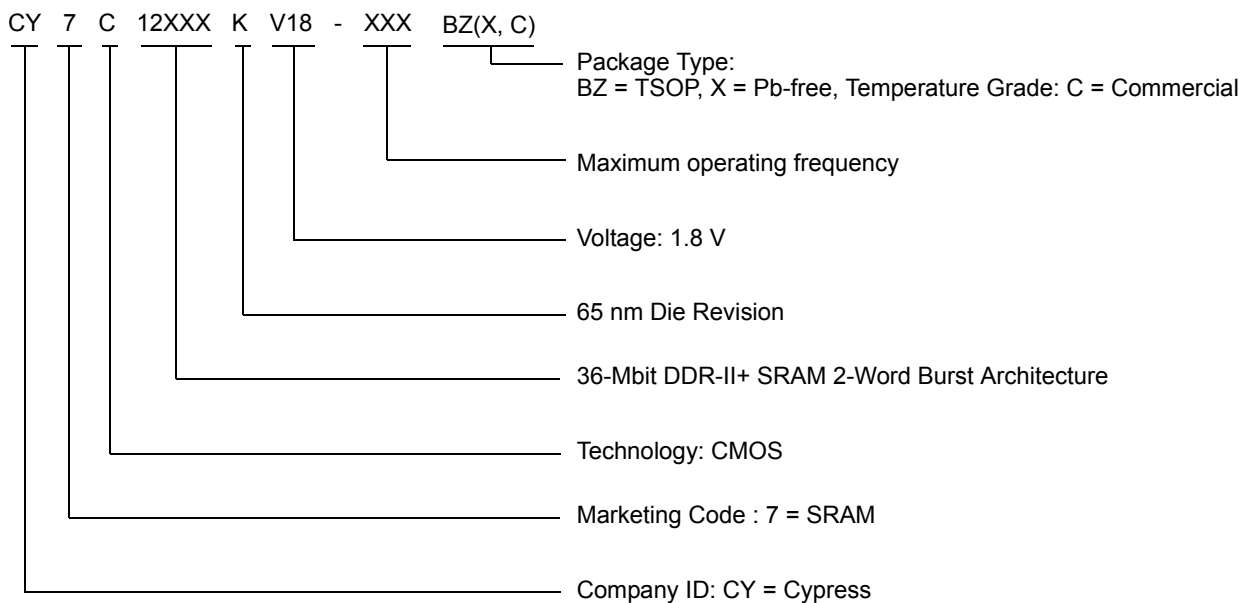 CY 7 C 12XXX K V18 - XXX BZ(X, C)
Package Type:
BZ = TSOP, X = Pb-free, Temperature Grade: C = Commercial
Maximum operating frequency
Voltage: 1.8 V
65 nm Die Revision
36-Mbit DDR-II+ SRAM 2-Word Burst Architecture
Technology: CMOS
Marketing Code : 7 = SRAM
Company ID: CY = Cypress